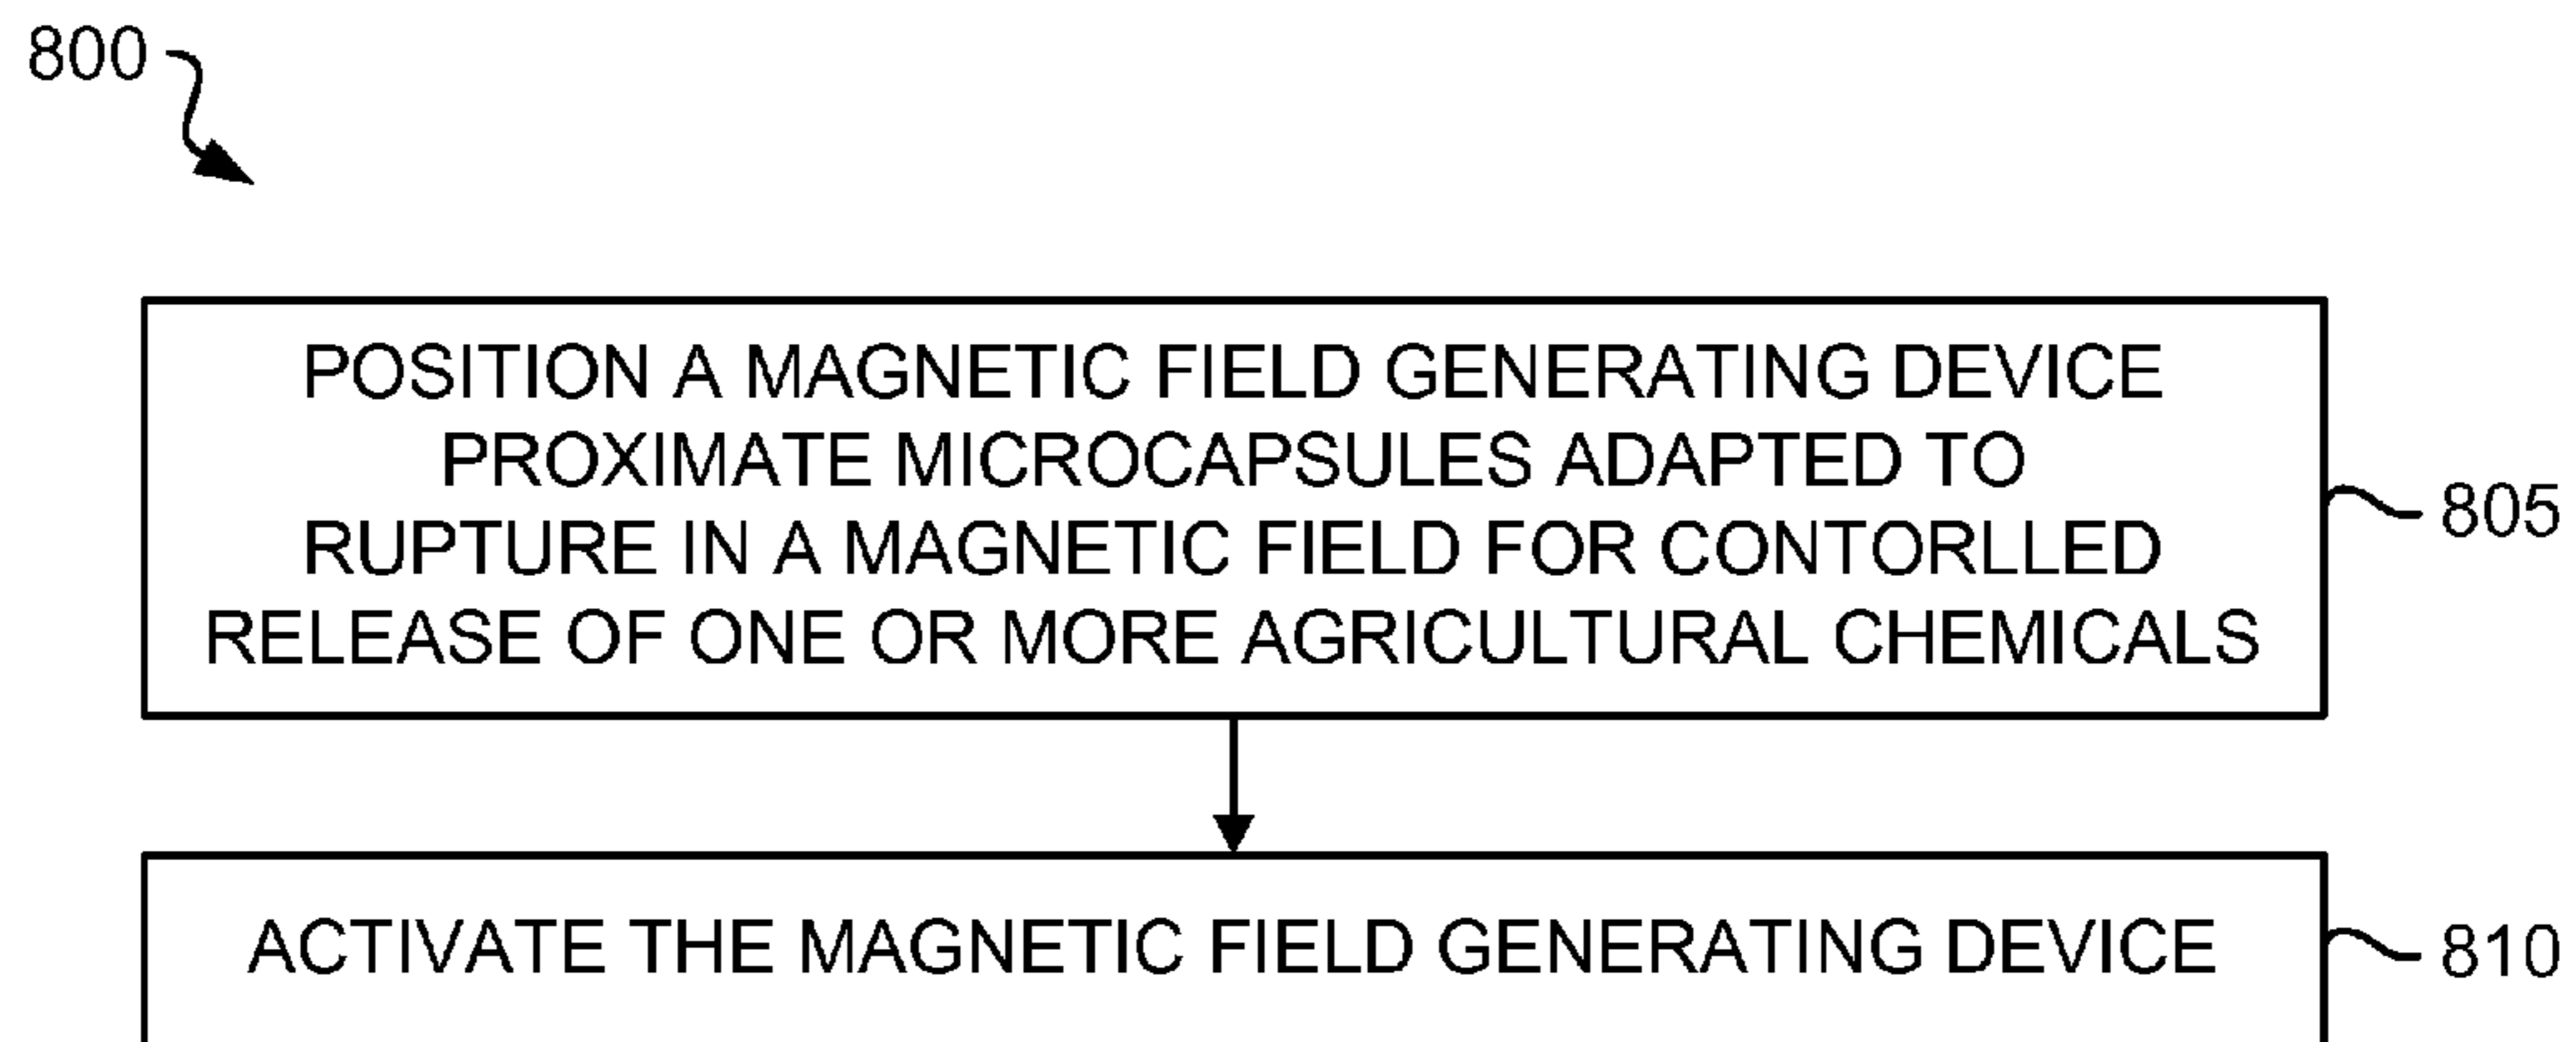 800
POSITION A MAGNETIC FIELD GENERATING DEVICE
PROXIMATE MICROCAPSULES ADAPTED TO
RUPTURE IN A MAGNETIC FIELD FOR CONTORLLED
RELEASE OF ONE OR MORE AGRICULTURAL CHEMICALS
805
ACTIVATE THE MAGNETIC FIELD GENERATING DEVICE
810